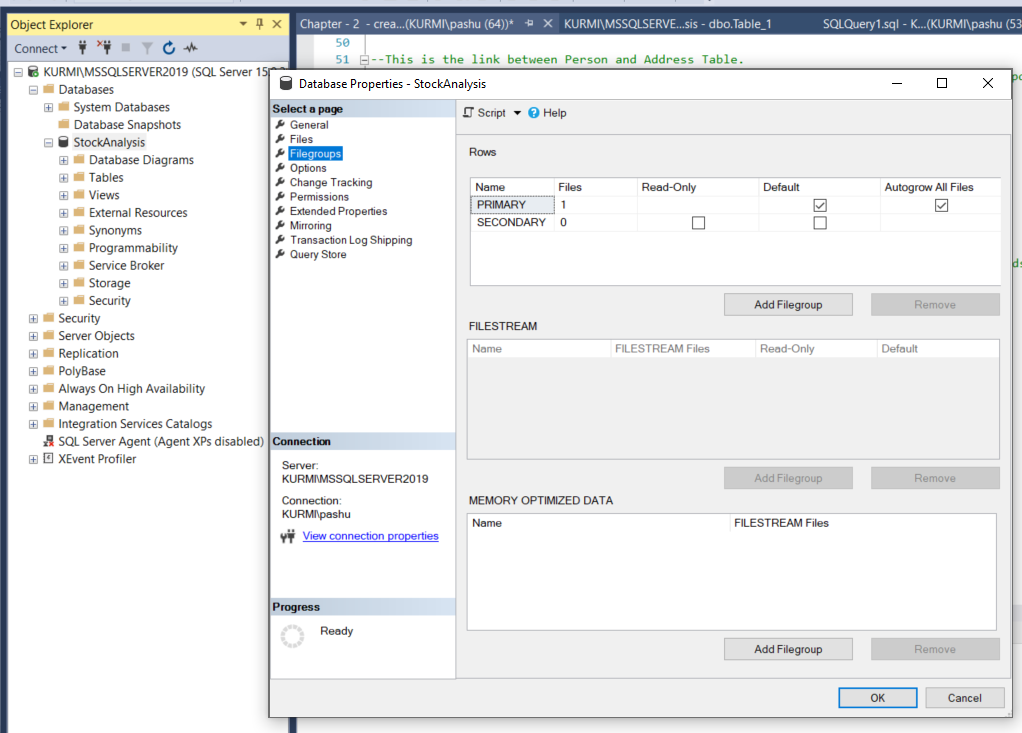 Object Explorer
Connect
KURMI\MSSQLSERVER2019 (SQL Server 15
Databases
System Databases
Database Snapshots
StockAnalysis
Database Diagrams
Tables
Views
External Resources
Synonyms
Programmability
Service Broker
Storage
Security
Security
Server Objects
Replication
PolyBase
Always On High Availability
Management
Integration Services Catalogs
SQL Server Agent (Agent XPs disabled)
XEvent Profiler
Chapter - 2 - crea...(KURMI\pashu (64))* KURMI\MSSQLSERVE...sis - dbo.Table_1 SQLQuery1.sql - K...(KURMI\pashu (53
50
51 --This is the link between Person and Address Table.
Database Properties - StockAnalysis
Select a page
General
Files
Filegroups
Options
Change Tracking
Permissions
Extended Properties
Mirroring
Transaction Log Shipping
Query Store
Connection
Server:
KURMI\MSSQLSERVER2019
Connection:
KURMI\pashu
View connection properties
Progress
Ready
Script Help
Rows
Name Files Read-Only Default Autogrow All Files
PRIMARY 1
SECONDARY 0
Add Filegroup Remove
FILESTREAM
Name FILESTREAM Files Read-Only Default
Add Filegroup Remove
MEMORY OPTIMIZED DATA
Name FILESTREAM Files
Add Filegroup Remove
OK Cancel